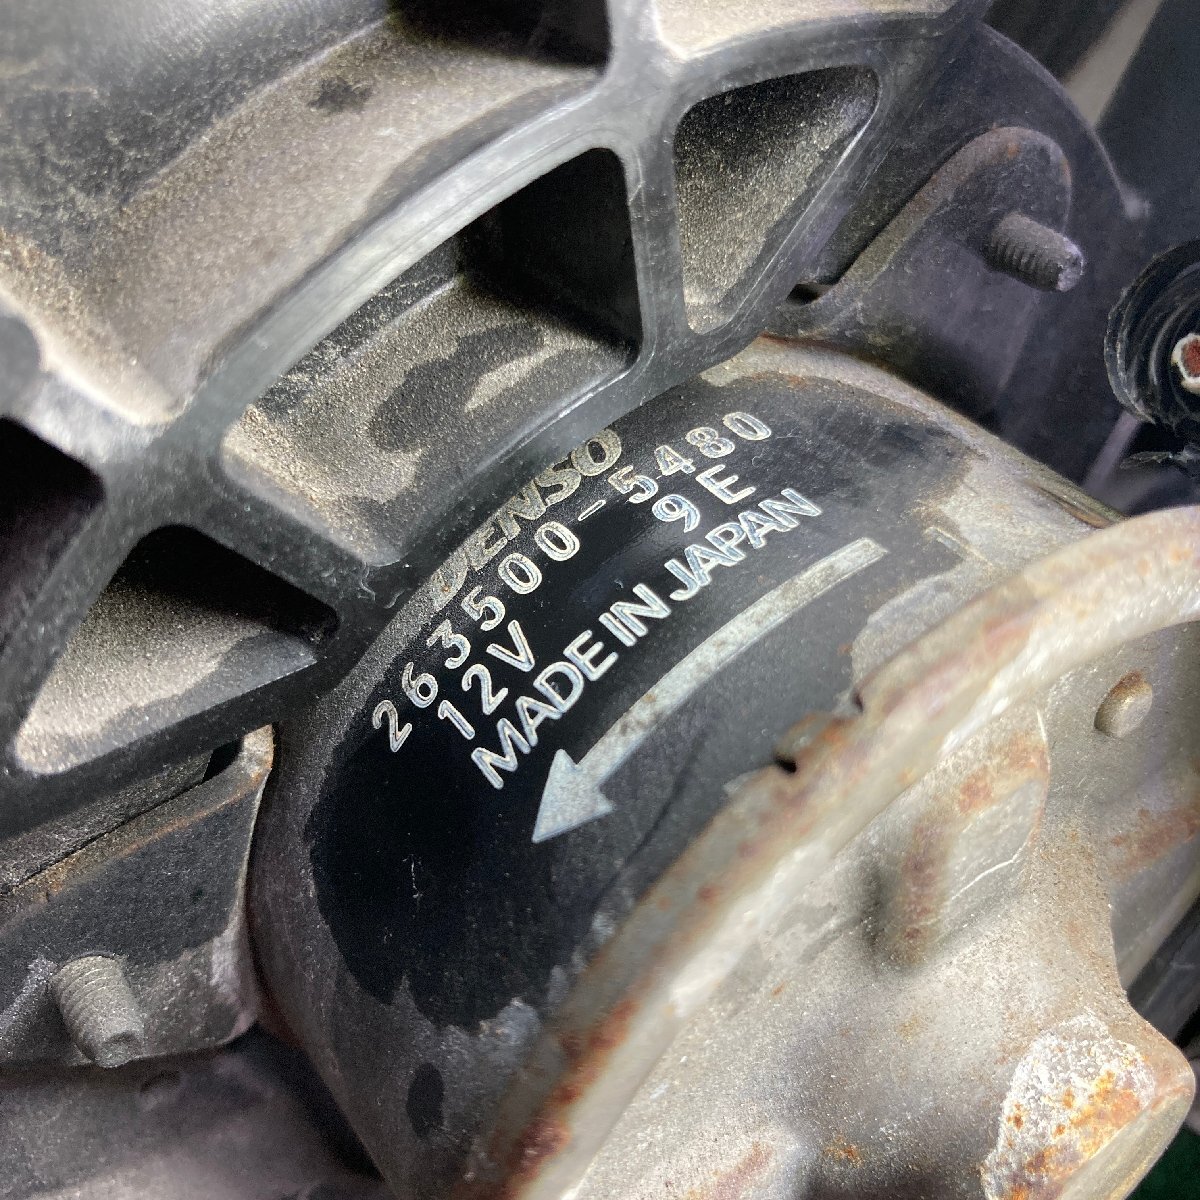 DENSO
263500-5480
12V 9E
MADE IN JAPAN